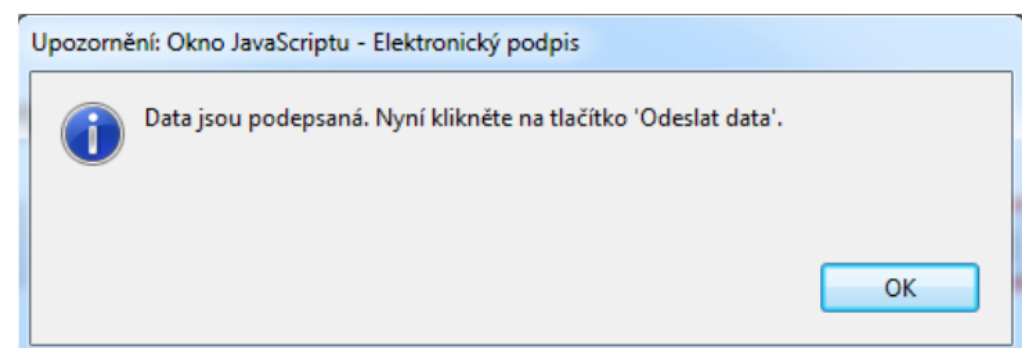 Upozornění: Okno JavaScriptu - Elektronický podpis
Data jsou podepsaná. Nyní klikněte na tlačítko 'Odeslat data'.
OK